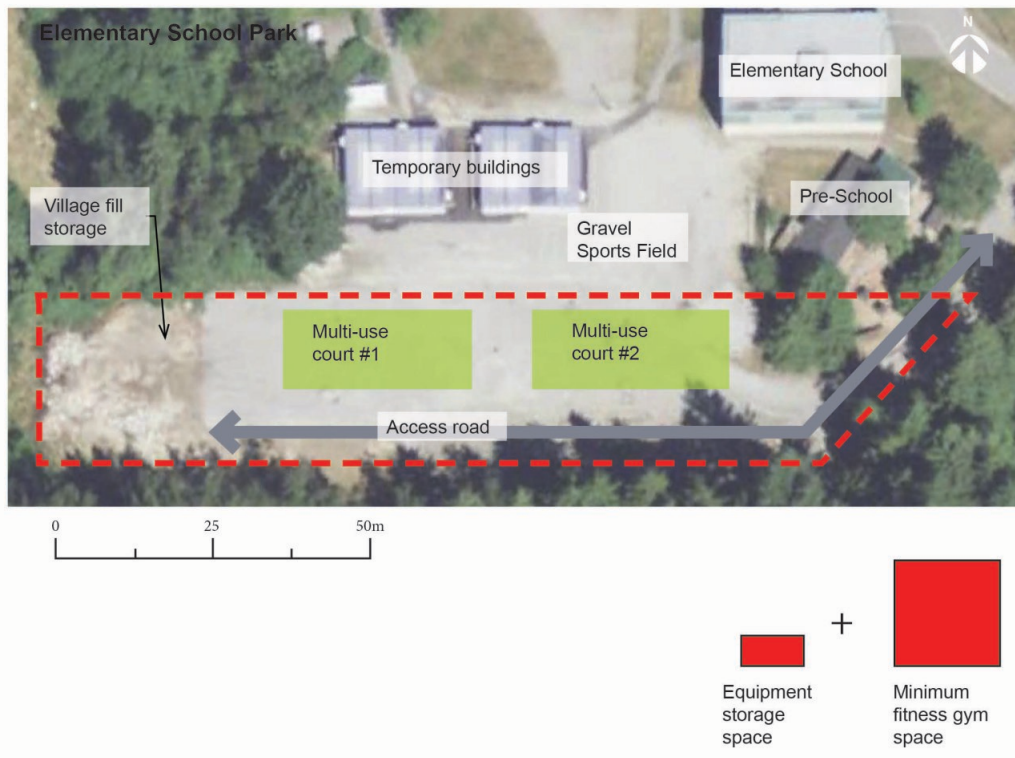 Elementary School Park
N
Elementary School
Temporary buildings
Pre-School
Village fill
storage
Gravel
Sports Field
Multi-use
court #1
Multi-use
court #2
Access road
0 25 50m
+
Equipment
storage
space
Minimum
fitness gym
space